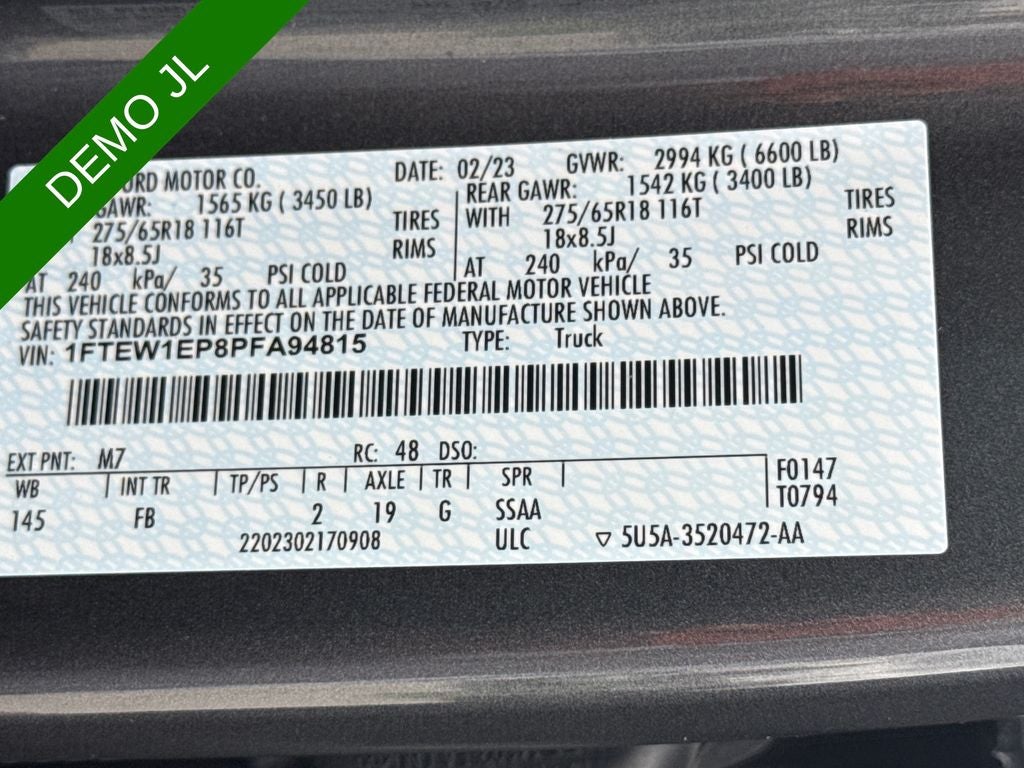 DEMO JL
ORD MOTOR CO. DATE: 02/23 GVWR: 2994 KG ( 6600 LB)
GAWR: 1565 KG ( 3450 LB) REAR GAWR: 1542 KG ( 3400 LB)
275/65R18 116T TIRES WITH 275/65R18 116T TIRES
18x8.5J RIMS 18x8.5J RIMS
AT 240 kPa/ 35 PSI COLD AT 240 kPa/ 35 PSI COLD
THIS VEHICLE CONFORMS TO ALL APPLICABLE FEDERAL MOTOR VEHICLE
SAFETY STANDARDS IN EFFECT ON THE DATE OF MANUFACTURE SHOWN ABOVE.
VIN: 1FTEW1EP8PFA94815 TYPE: Truck
EXT PNT: M7 RC: 48 DSO:
WB INT TR TP/PS R AXLE TR SPR F0147
145 FB 2 19 G SSAA T0794
2202302170908 ULC ▽ 5U5A-3520472-AA